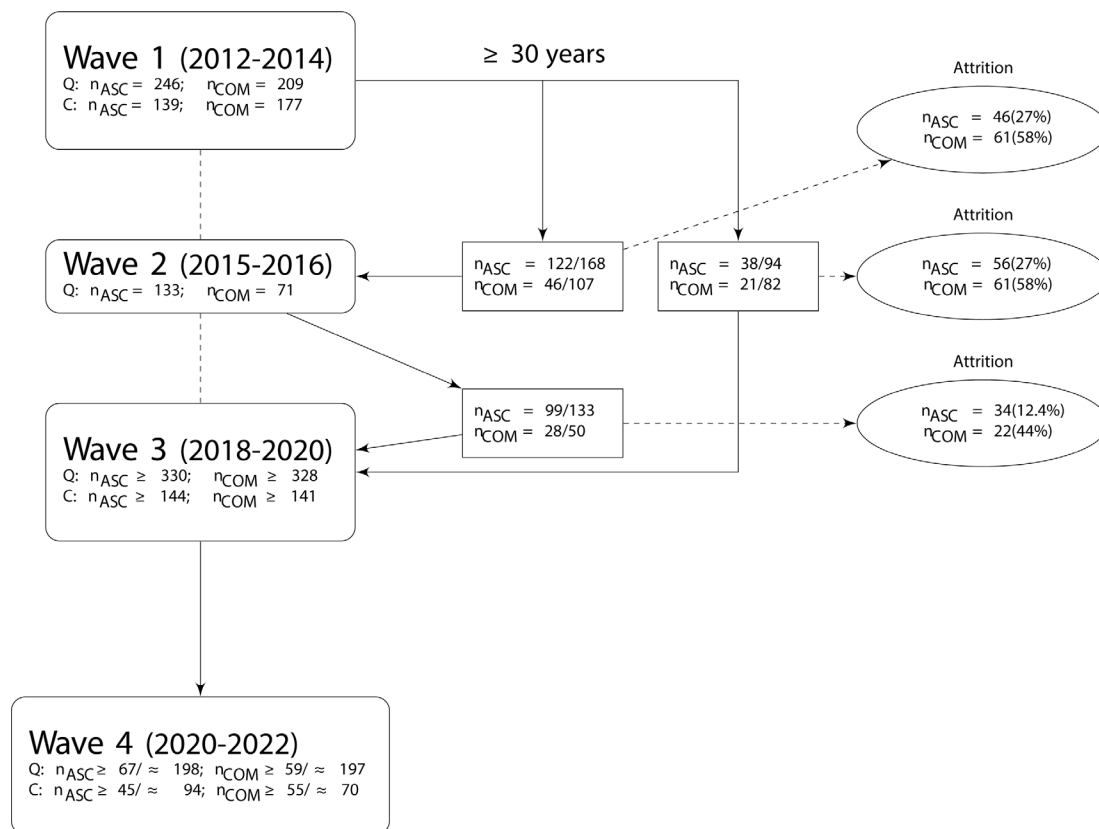 Wave 1 (2012-2014)
Q: nASC = 246; nCOM = 209
C: nASC = 139; nCOM = 177
≥ 30 years
Attrition
nASC = 46(27%)
nCOM = 61(58%)
Wave 2 (2015-2016)
Q: nASC = 133; nCOM = 71
nASC = 122/168
nCOM = 46/107
nASC = 38/94
nCOM = 21/82
Attrition
nASC = 56(27%)
nCOM = 61(58%)
nASC = 99/133
nCOM = 28/50
Attrition
nASC = 34(12.4%)
nCOM = 22(44%)
Wave 3 (2018-2020)
Q: nASC ≥ 330; nCOM ≥ 328
C: nASC ≥ 144; nCOM ≥ 141
Wave 4 (2020-2022)
Q: nASC ≥ 67/ ≈ 198; nCOM ≥ 59/ ≈ 197
C: nASC ≥ 45/ ≈ 94; nCOM ≥ 55/ ≈ 70